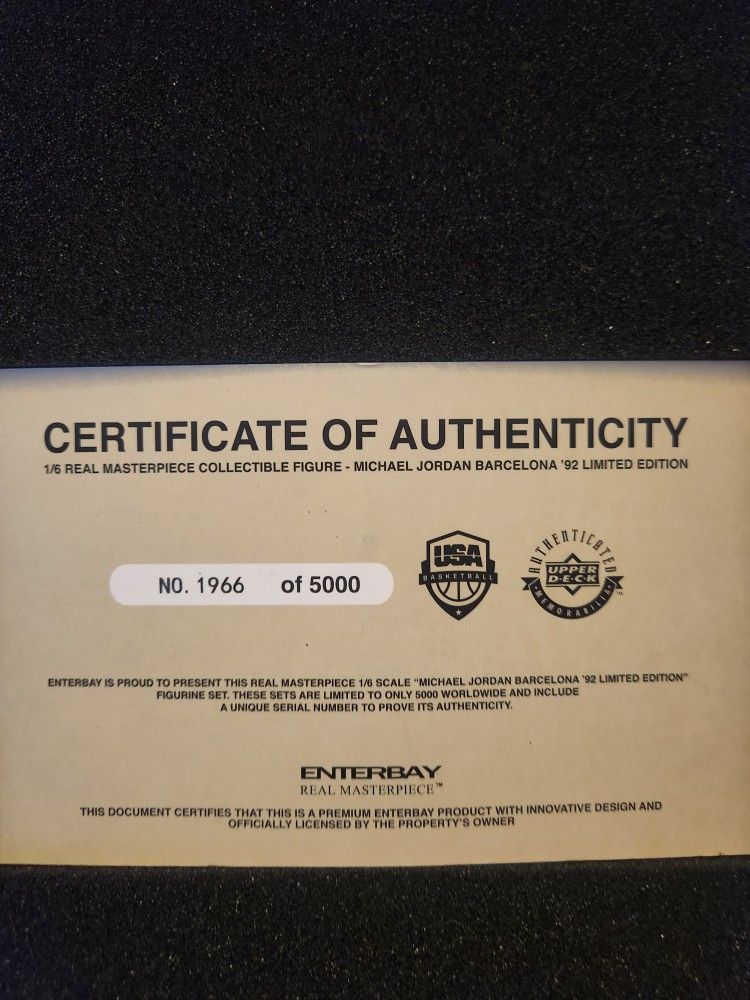 CERTIFICATE OF AUTHENTICITY
1/6 REAL MASTERPIECE COLLECTIBLE FIGURE - MICHAEL JORDAN BARCELONA '92 LIMITED EDITION
NO. 1966 of 5000
USA
BASKETBALL
AUTHENTICATED
UPPER
D·E·C·K
MEMORABILIA™
ENTERBAY IS PROUD TO PRESENT THIS REAL MASTERPIECE 1/6 SCALE "MICHAEL JORDAN BARCELONA '92 LIMITED EDITION"
FIGURINE SET. THESE SETS ARE LIMITED TO ONLY 5000 WORLDWIDE AND INCLUDE
A UNIQUE SERIAL NUMBER TO PROVE ITS AUTHENTICITY.
ENTERBAY
REAL MASTERPIECE™
THIS DOCUMENT CERTIFIES THAT THIS IS A PREMIUM ENTERBAY PRODUCT WITH INNOVATIVE DESIGN AND
OFFICIALLY LICENSED BY THE PROPERTY'S OWNER